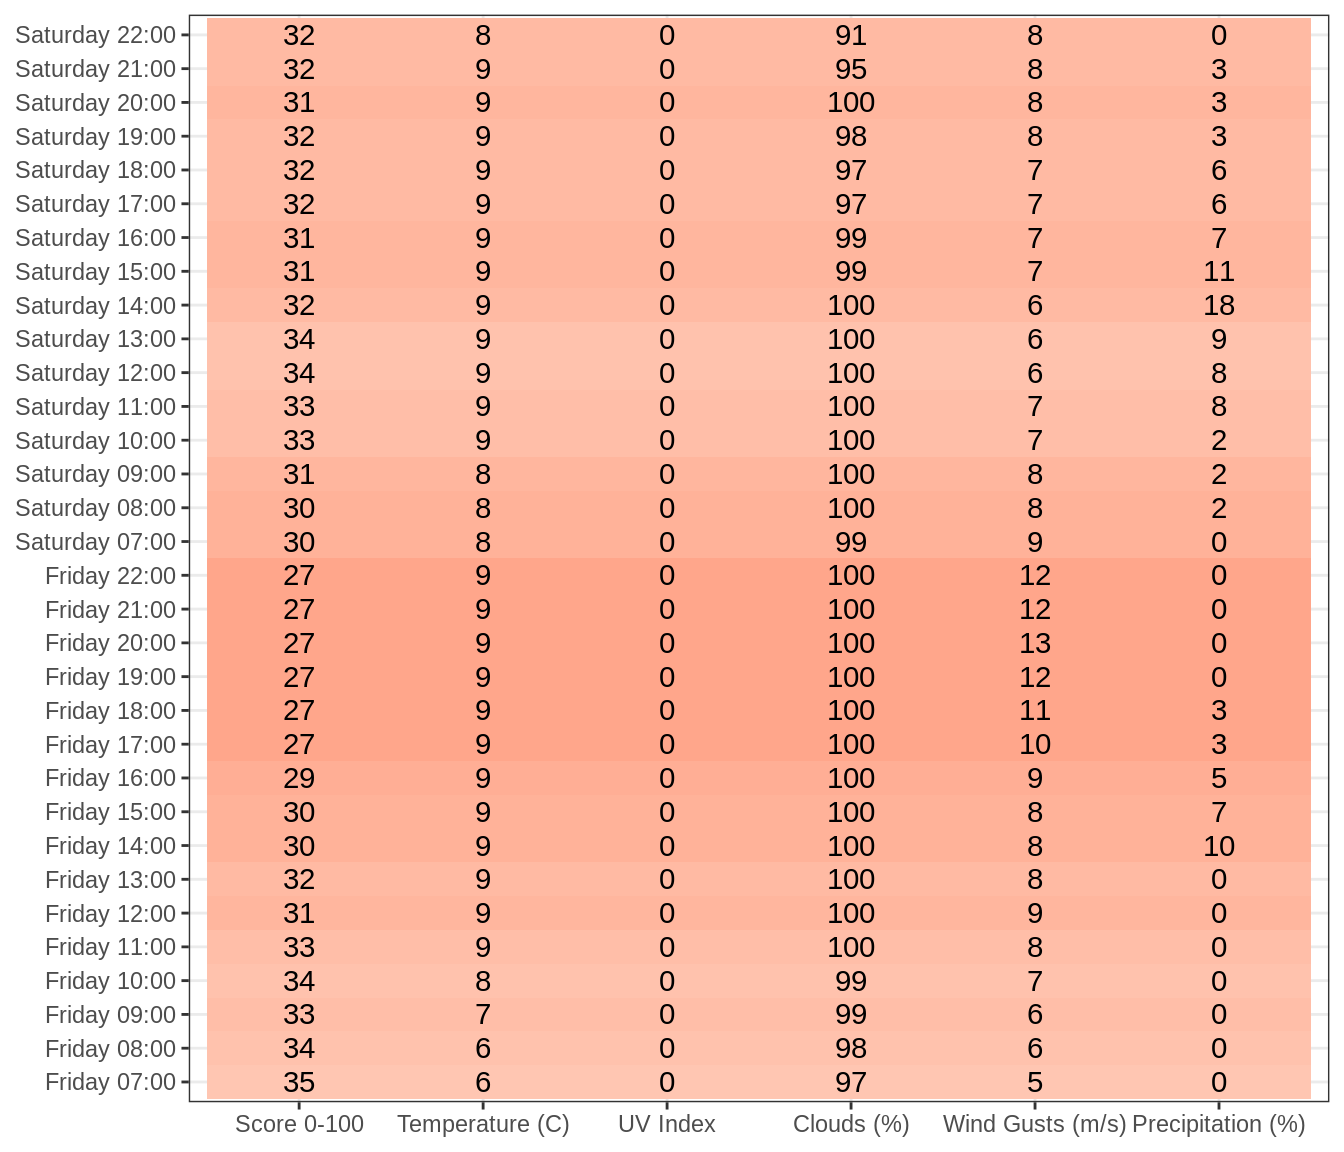 Saturday 22:00 32 8 0 91 8 0
Saturday 21:00 32 9 0 95 8 3
Saturday 20:00 31 9 0 100 8 3
Saturday 19:00 32 9 0 98 8 3
Saturday 18:00 32 9 0 97 7 6
Saturday 17:00 32 9 0 97 7 6
Saturday 16:00 31 9 0 99 7 7
Saturday 15:00 31 9 0 99 7 11
Saturday 14:00 32 9 0 100 6 18
Saturday 13:00 34 9 0 100 6 9
Saturday 12:00 34 9 0 100 6 8
Saturday 11:00 33 9 0 100 7 8
Saturday 10:00 33 9 0 100 7 2
Saturday 09:00 31 8 0 100 8 2
Saturday 08:00 30 8 0 100 8 2
Saturday 07:00 30 8 0 99 9 0
Friday 22:00 27 9 0 100 12 0
Friday 21:00 27 9 0 100 12 0
Friday 20:00 27 9 0 100 13 0
Friday 19:00 27 9 0 100 12 0
Friday 18:00 27 9 0 100 11 3
Friday 17:00 27 9 0 100 10 3
Friday 16:00 29 9 0 100 9 5
Friday 15:00 30 9 0 100 8 7
Friday 14:00 30 9 0 100 8 10
Friday 13:00 32 9 0 100 8 0
Friday 12:00 31 9 0 100 9 0
Friday 11:00 33 9 0 100 8 0
Friday 10:00 34 8 0 99 7 0
Friday 09:00 33 7 0 99 6 0
Friday 08:00 34 6 0 98 6 0
Friday 07:00 35 6 0 97 5 0
Score 0-100 Temperature (C) UV Index Clouds (%) Wind Gusts (m/s) Precipitation (%)